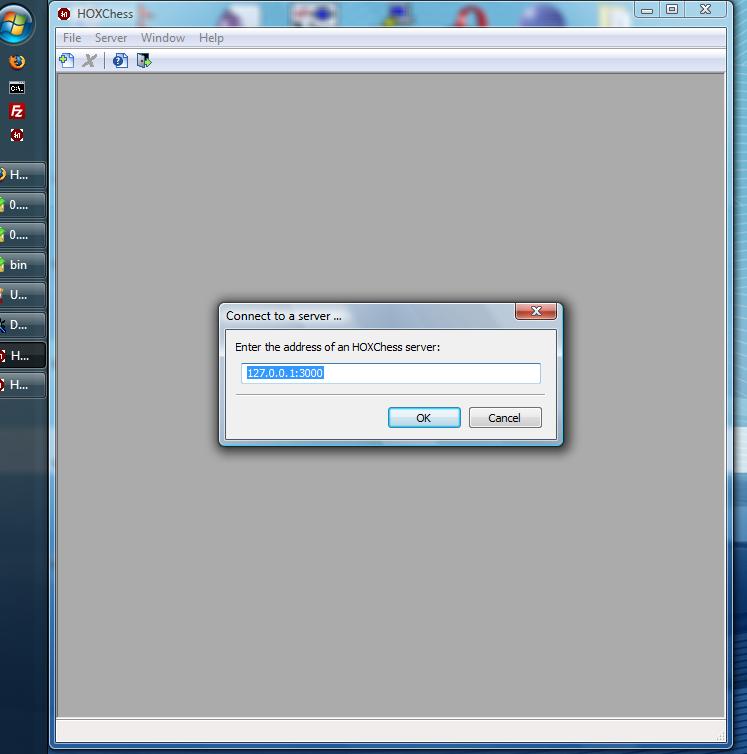 HOXChess
File Server Window Help
H...
0....
0....
bin
U...
D...
H...
H...
Connect to a server ...
Enter the address of an HOXChess server:
127.0.0.1:3000
OK Cancel